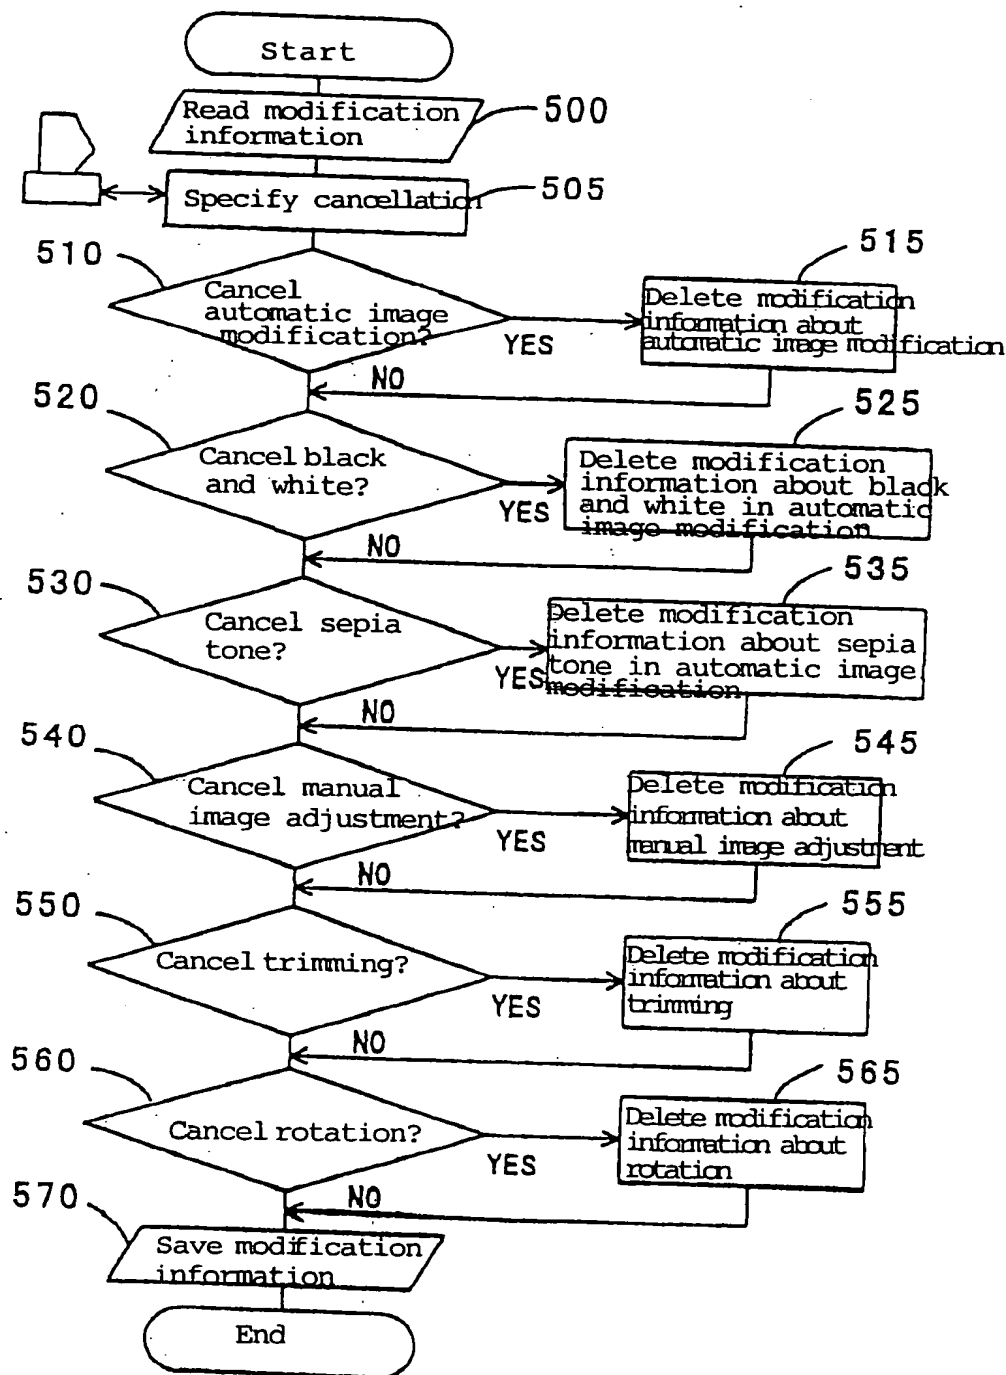 Start
Read modification
information
500
Specify cancellation
505
510
Cancel
automatic image
modification?
YES
515
Delete modification
information about
automatic image modification
NO
520
Cancel black
and white?
YES
525
Delete modification
information about black
and white in automatic
image modification
NO
530
Cancel sepia
tone?
YES
535
Delete modification
information about sepia
tone in automatic image
modification
NO
540
Cancel manual
image adjustment?
YES
545
Delete modification
information about
manual image adjustment
NO
550
Cancel trimming?
YES
555
Delete modification
information about
trimming
NO
560
Cancel rotation?
YES
565
Delete modification
information about
rotation
NO
570
Save modification
information
End